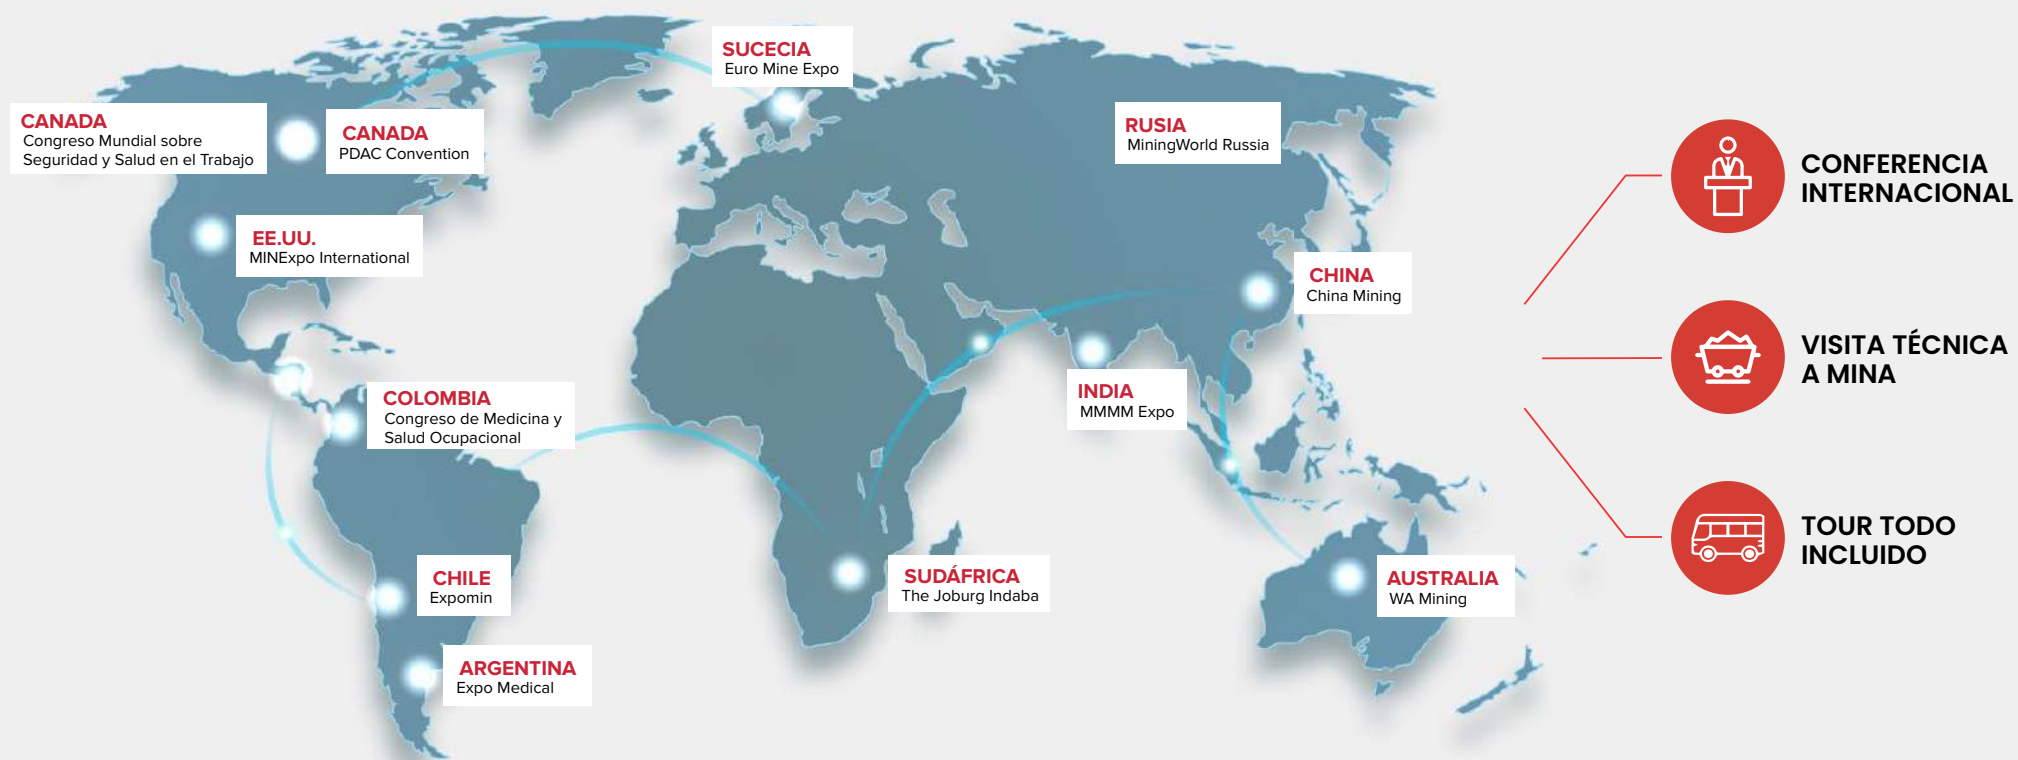 SUCECIA
Euro Mine Expo
CANADA
Congreso Mundial sobre
Seguridad y Salud en el Trabajo
CANADA
PDAC Convention
RUSIA
MiningWorld Russia
EE.UU.
MINExpo International
CHINA
China Mining
COLOMBIA
Congreso de Medicina y
Salud Ocupacional
INDIA
MMMM Expo
CHILE
Expomin
SUDÁFRICA
The Joburg Indaba
AUSTRALIA
WA Mining
ARGENTINA
Expo Medical
CONFERENCIA
INTERNACIONAL
VISITA TÉCNICA
A MINA
TOUR TODO
INCLUIDO